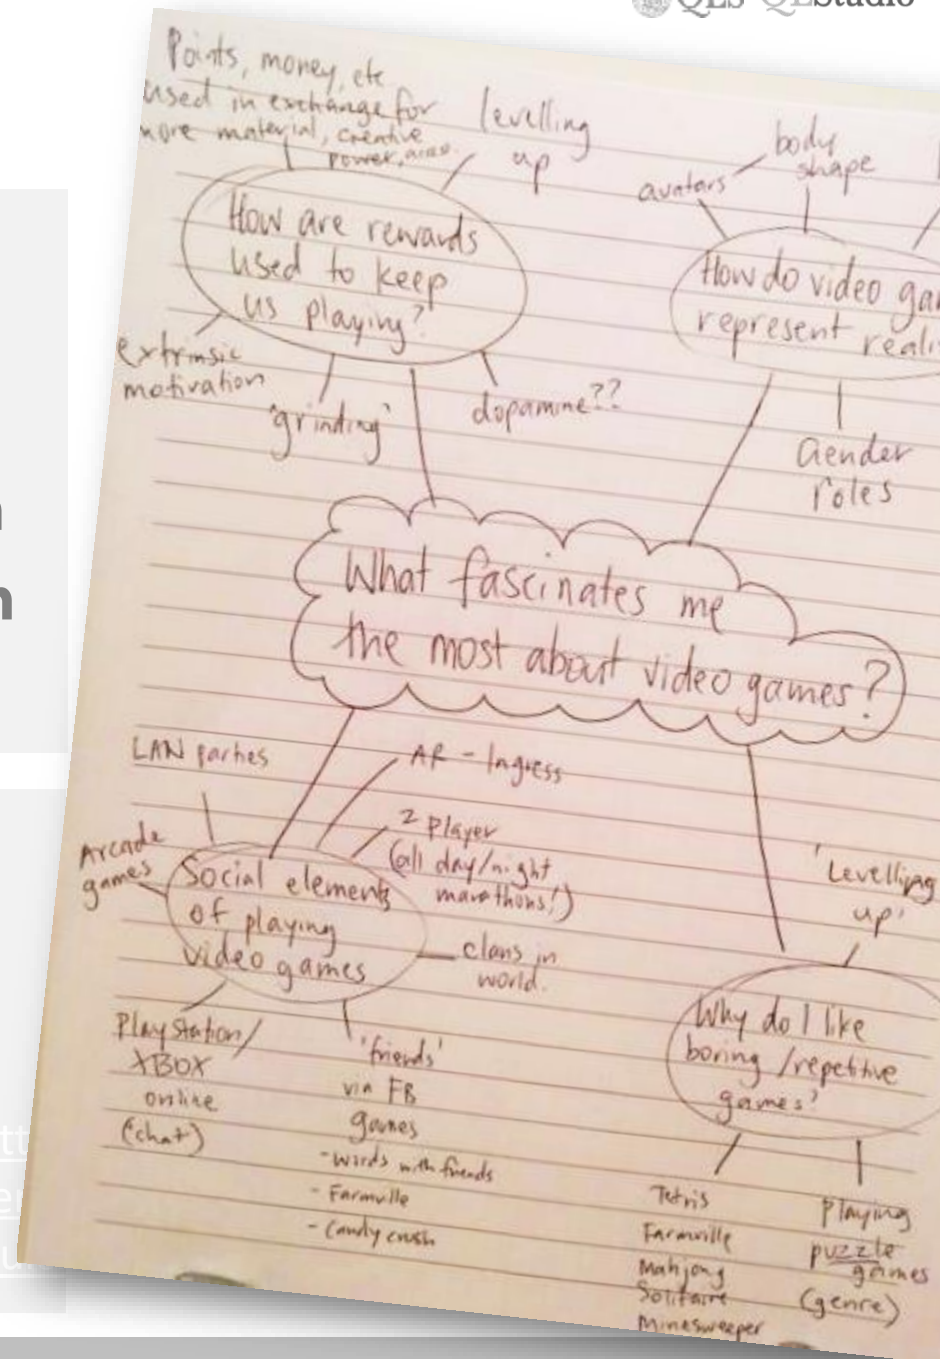 QLS QLStudio
Points, money, etc
used in exchange for
more material, creative
power, areas.
levelling
up
How are rewards
used to keep
us playing?
extrinsic
motivation
'grinding'
dopamine??
body
shape
avatars
How do video ga
represent reali
Gender
roles
What fascinates me
the most about video games?
LAN parties
AR - Ingress
2 player
(all day/night
marathons!)
Arcade
games
Social elements
of playing
video games
clans in
world.
Playstation/
XBOX
online
(chat)
'friends'
via FB
games
- words with friends
- Farmville
- Candy crush
'Levelling
up'
Why do I like
boring/repetitive
games?
Tetris
Farmville
Mahjong
Solitaire
Minesweeper
Playing
puzzle
games
(genre)